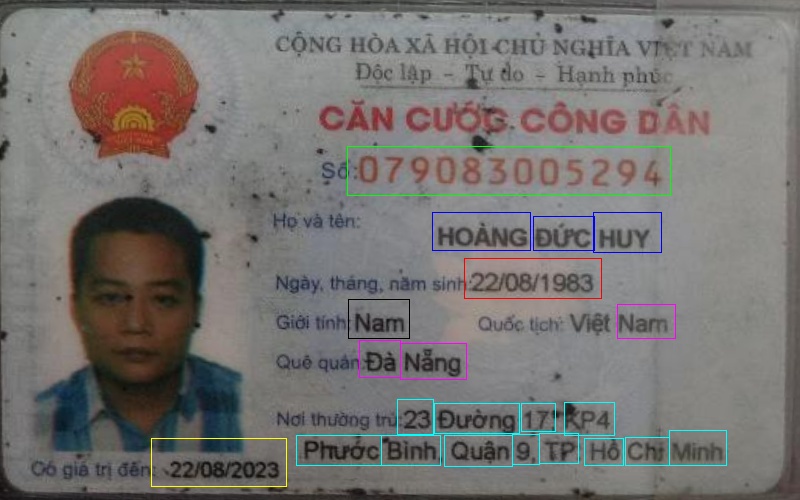 CỘNG HÒA XÃ HỘI CHỦ NGHĨA VIỆT NAM
Độc lập - Tự do - Hạnh phúc
CĂN CƯỚC CÔNG DÂN
Số: 079083005294
Họ và tên: HOÀNG ĐỨC HUY
Ngày, tháng, năm sinh: 22/08/1983
Giới tính: Nam Quốc tịch: Việt Nam
Quê quán: Đà Nẵng
Nơi thường trú: 23 Đường 17 KP4
Phước Bình, Quận 9, TP Hồ Chí Minh
Có giá trị đến: 22/08/2023